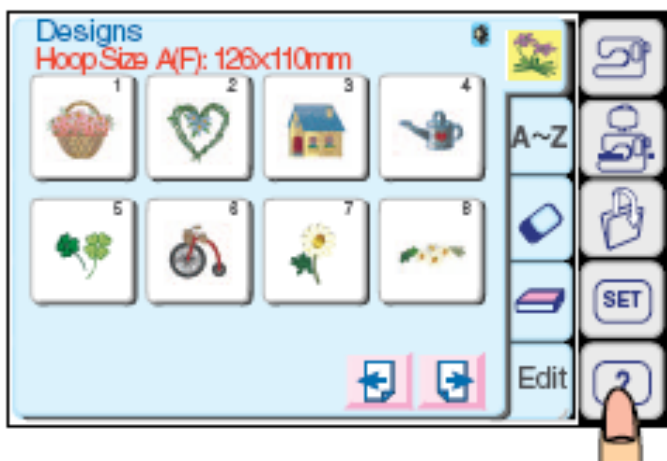 Designs
Hoop Size A(F): 126x110mm
1 2 3 4
5 6 7 8
A~Z
SET
Edit
?